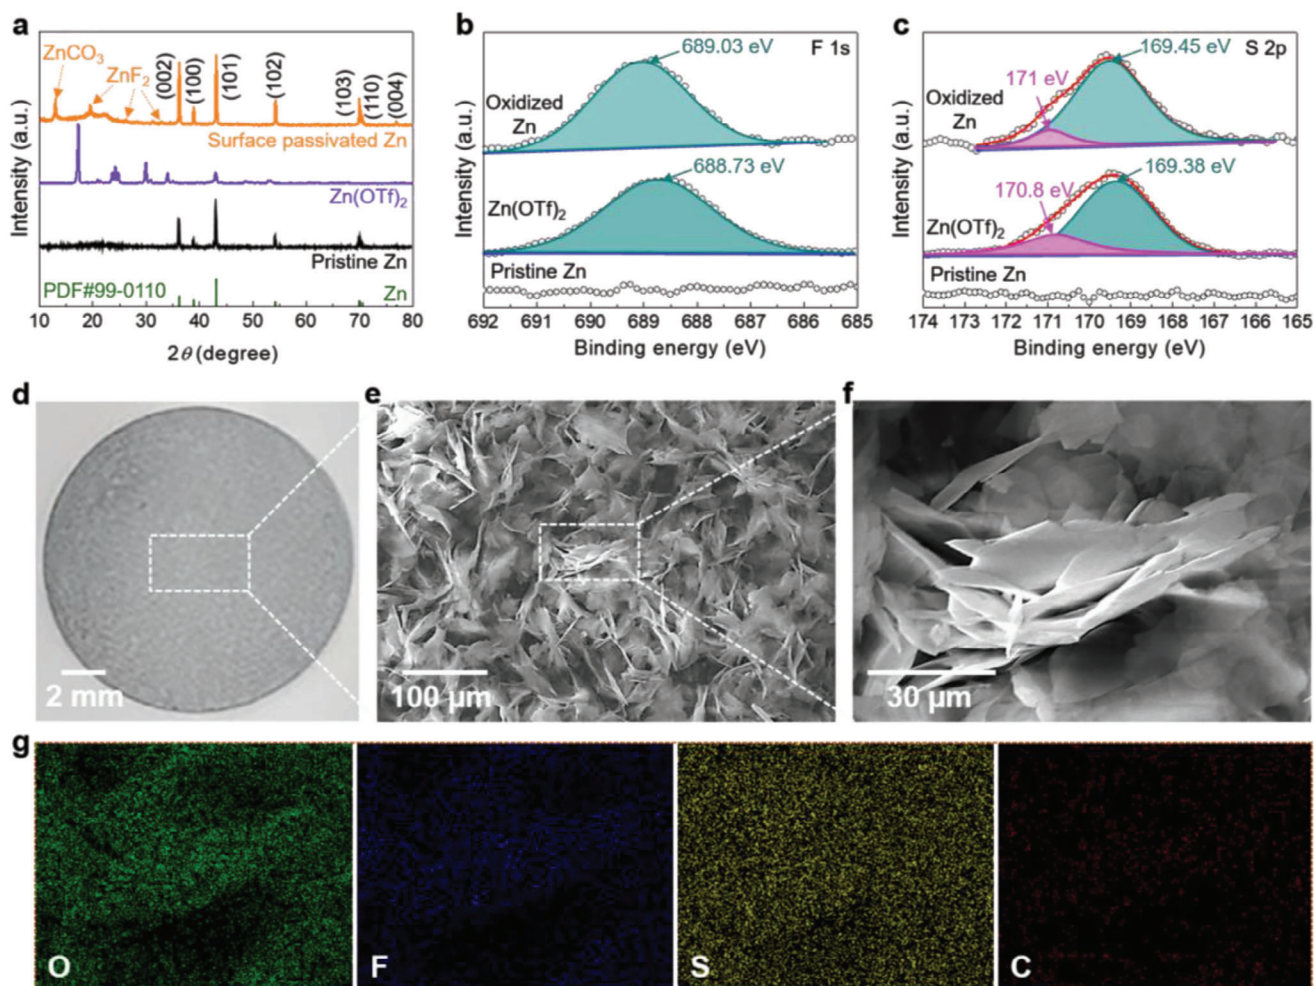 a
ZnCO3
ZnF2
(002)
(100)
(101)
(102)
(103)
(110)
(004)
Surface passivated Zn
Zn(OTf)2
Pristine Zn
PDF#99-0110
Zn
Intensity (a.u.)
10 20 30 40 50 60 70 80
2θ (degree)
b
689.03 eV
F 1s
Oxidized
Zn
688.73 eV
Zn(OTf)2
Pristine Zn
Intensity (a.u.)
692 691 690 689 688 687 686 685
Binding energy (eV)
c
169.45 eV
S 2p
171 eV
Oxidized
Zn
170.8 eV
169.38 eV
Zn(OTf)2
Pristine Zn
Intensity (a.u.)
174 173 172 171 170 169 168 167 166 165
Binding energy (eV)
d
2 mm
e
100 μm
f
30 μm
g
O
F
S
C